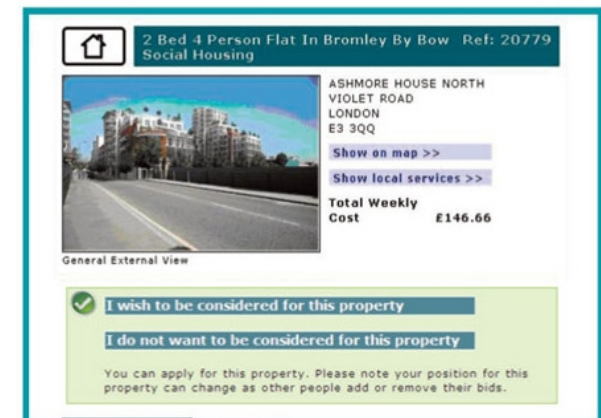 2 Bed 4 Person Flat In Bromley By Bow Ref: 20779
Social Housing
ASHMORE HOUSE NORTH
VIOLET ROAD
LONDON
E3 3QQ
Show on map >>
Show local services >>
Total Weekly
Cost £146.66
General External View
I wish to be considered for this property
I do not want to be considered for this property
You can apply for this property. Please note your position for this
property can change as other people add or remove their bids.